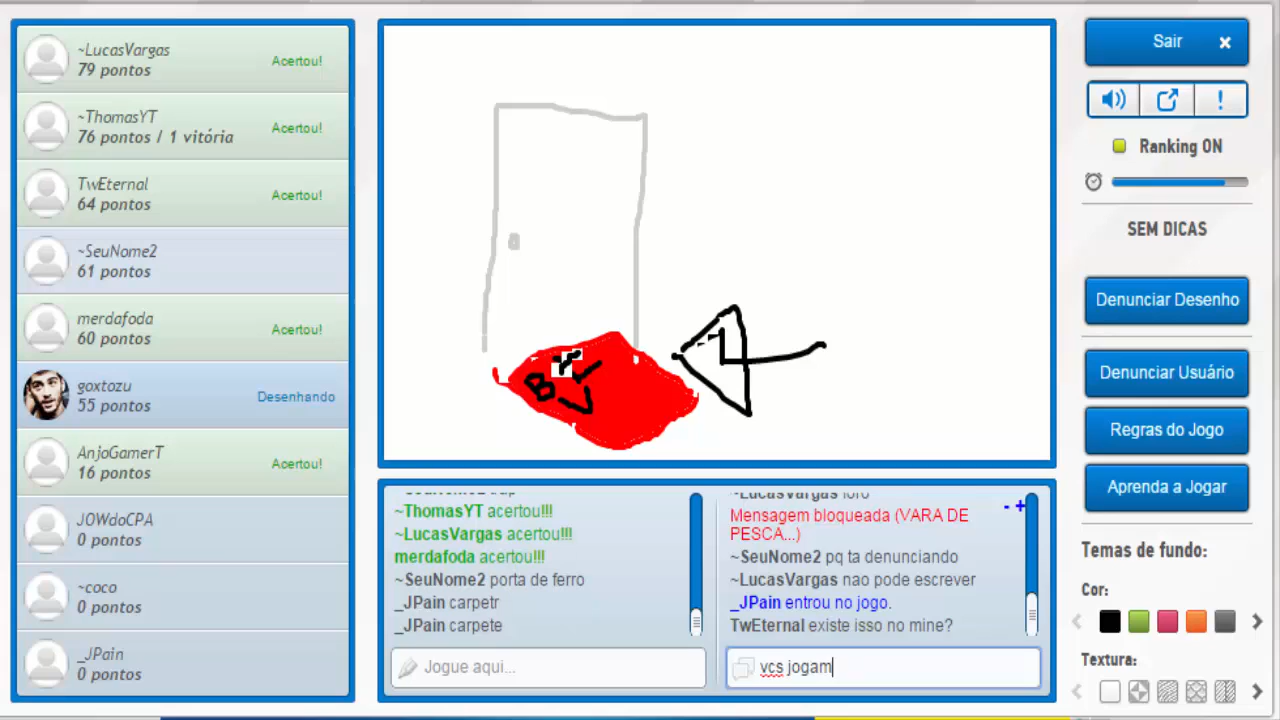 ~LucasVargas
79 pontos
Acertou!
~ThomasYT
76 pontos / 1 vitória
Acertou!
TwEternal
64 pontos
Acertou!
~SeuNome2
61 pontos
merdafoda
60 pontos
Acertou!
goxtozu
55 pontos
Desenhando
AnjoGamerT
16 pontos
Acertou!
JOWdoCPA
0 pontos
~coco
0 pontos
_JPain
0 pontos
~ThomasYT acertou!!!
~LucasVargas acertou!!!
merdafoda acertou!!!
~SeuNome2 porta de ferro
_JPain carpetr
_JPain carpete
Jogue aqui...
~LucasVargas loro
- +
Mensagem bloqueada (VARA DE
PESCA...)
~SeuNome2 pq ta denunciando
~LucasVargas nao pode escrever
_JPain entrou no jogo.
TwEternal existe isso no mine?
vcs jogam
Sair
Ranking ON
SEM DICAS
Denunciar Desenho
Denunciar Usuário
Regras do Jogo
Aprenda a Jogar
Temas de fundo:
Cor:
Textura: